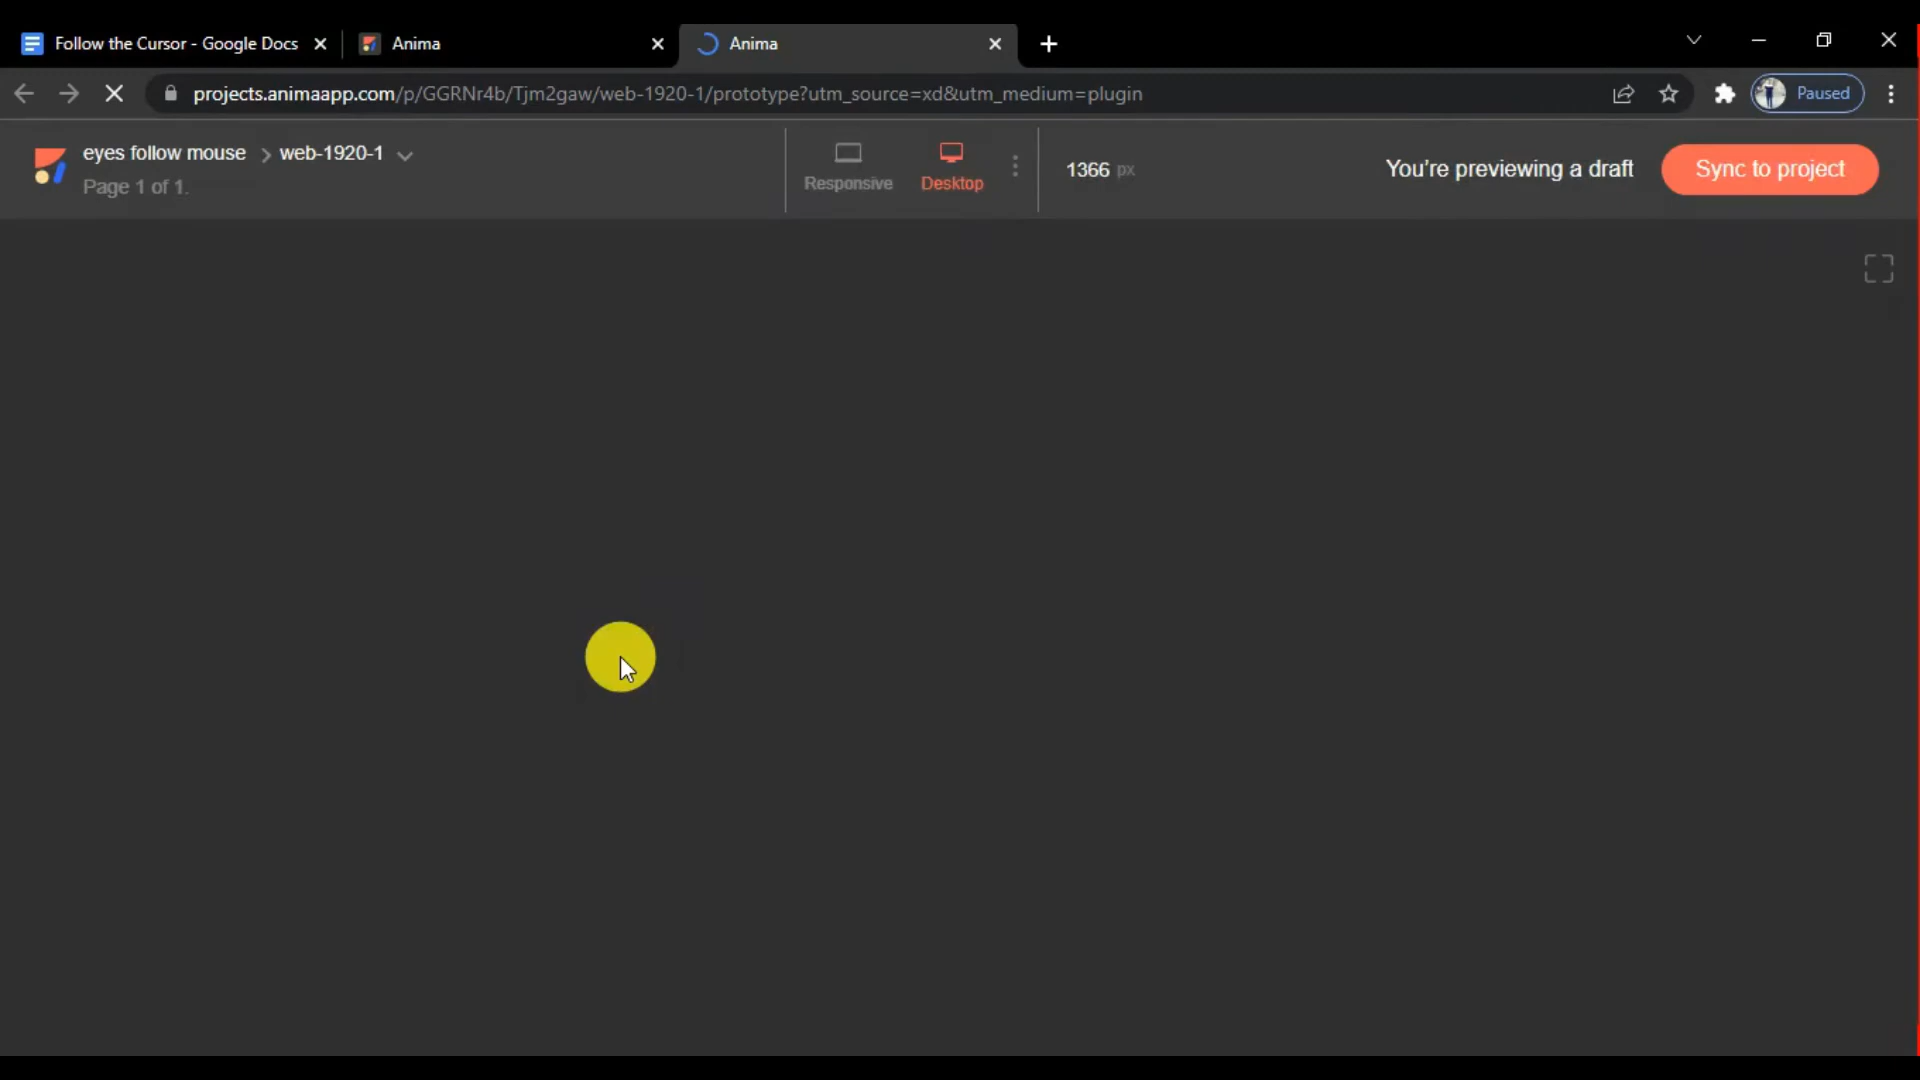 Follow the Cursor - Google Docs
Anima
Anima
projects.animaapp.com/p/GGRNr4b/Tjm2gaw/web-1920-1/prototype?utm_source=xd&utm_medium=plugin
Paused
eyes follow mouse > web-1920-1
Page 1 of 1.
Responsive
Desktop
1366 px
You're previewing a draft
Sync to project